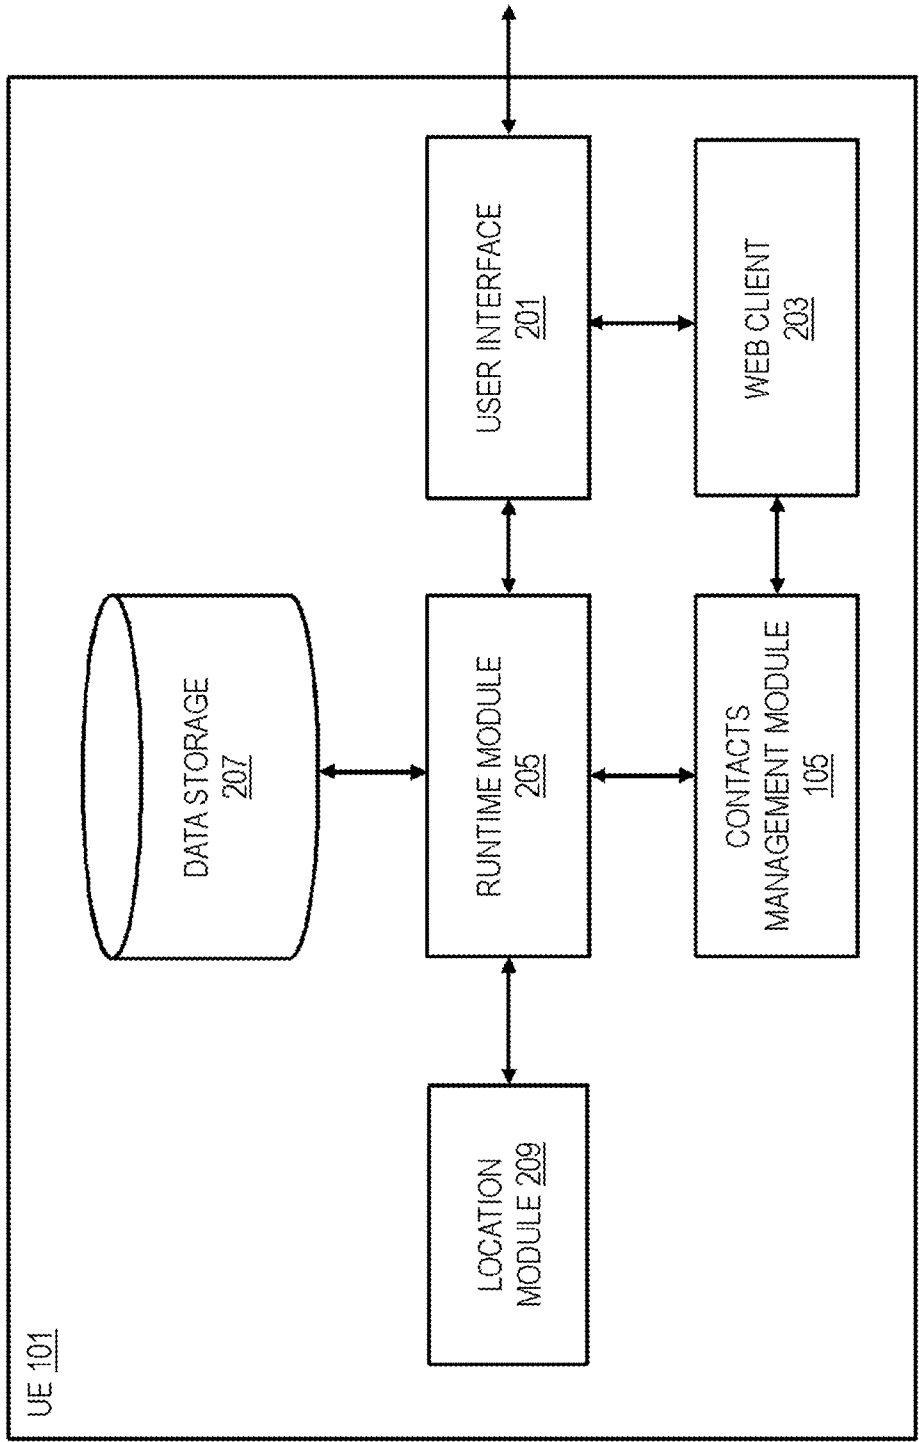 UE 101
DATA STORAGE
207
LOCATION
MODULE 209
RUNTIME MODULE
205
USER INTERFACE
201
CONTACTS
MANAGEMENT MODULE
105
WEB CLIENT
203